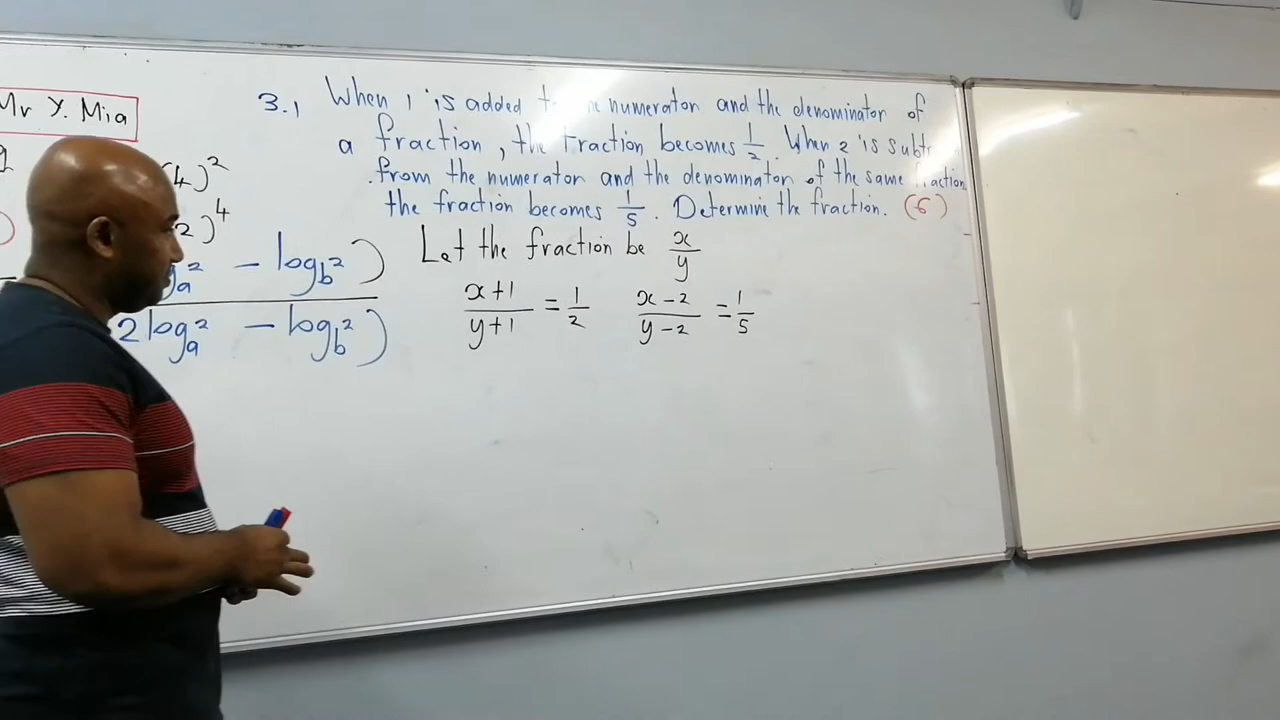 Mr Y. Mia
3.1 When 1 is added t numerator and the denominator of
a fraction, the fraction becomes 1/2. When 2 is subtr
from the numerator and the denominator of the same fraction
the fraction becomes 1/5. Determine the fraction. (6)
4)²
2)⁴
Let the fraction be x/y
log_a² - log_b²)
x+1/y+1 = 1/2 x-2/y-2 = 1/5
2log_a² - log_b²)